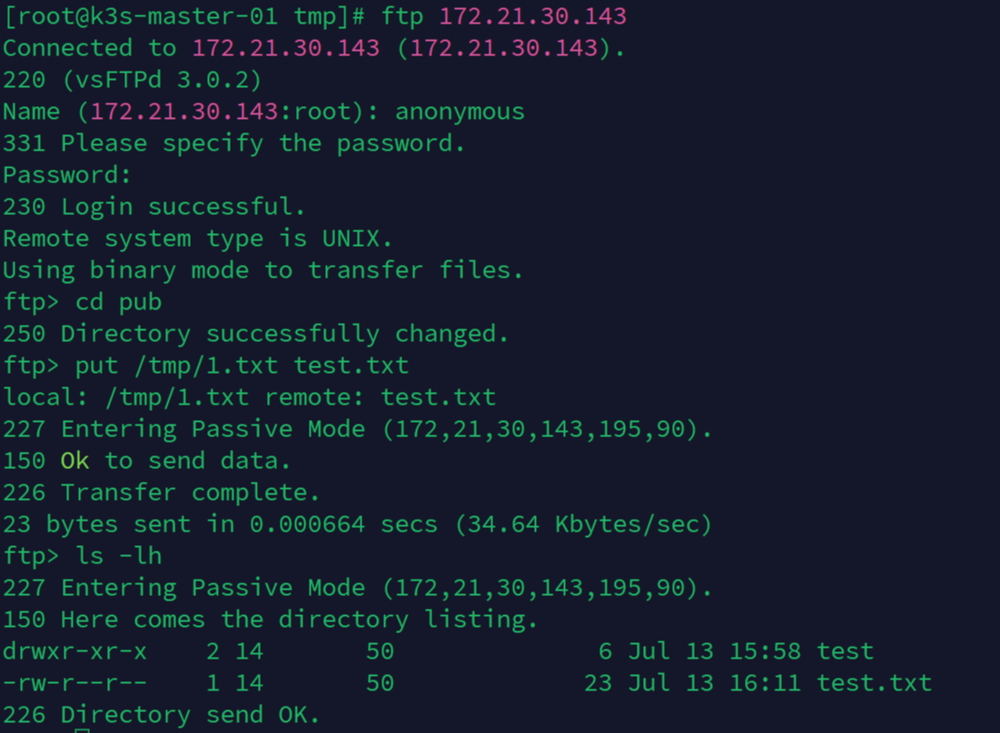 [root@k3s-master-01 tmp]# ftp 172.21.30.143
Connected to 172.21.30.143 (172.21.30.143).
220 (vsFTPd 3.0.2)
Name (172.21.30.143:root): anonymous
331 Please specify the password.
Password:
230 Login successful.
Remote system type is UNIX.
Using binary mode to transfer files.
ftp> cd pub
250 Directory successfully changed.
ftp> put /tmp/1.txt test.txt
local: /tmp/1.txt remote: test.txt
227 Entering Passive Mode (172,21,30,143,195,90).
150 Ok to send data.
226 Transfer complete.
23 bytes sent in 0.000664 secs (34.64 Kbytes/sec)
ftp> ls -lh
227 Entering Passive Mode (172,21,30,143,195,90).
150 Here comes the directory listing.
drwxr-xr-x    2 14       50              6 Jul 13 15:58 test
-rw-r--r--    1 14       50             23 Jul 13 16:11 test.txt
226 Directory send OK.